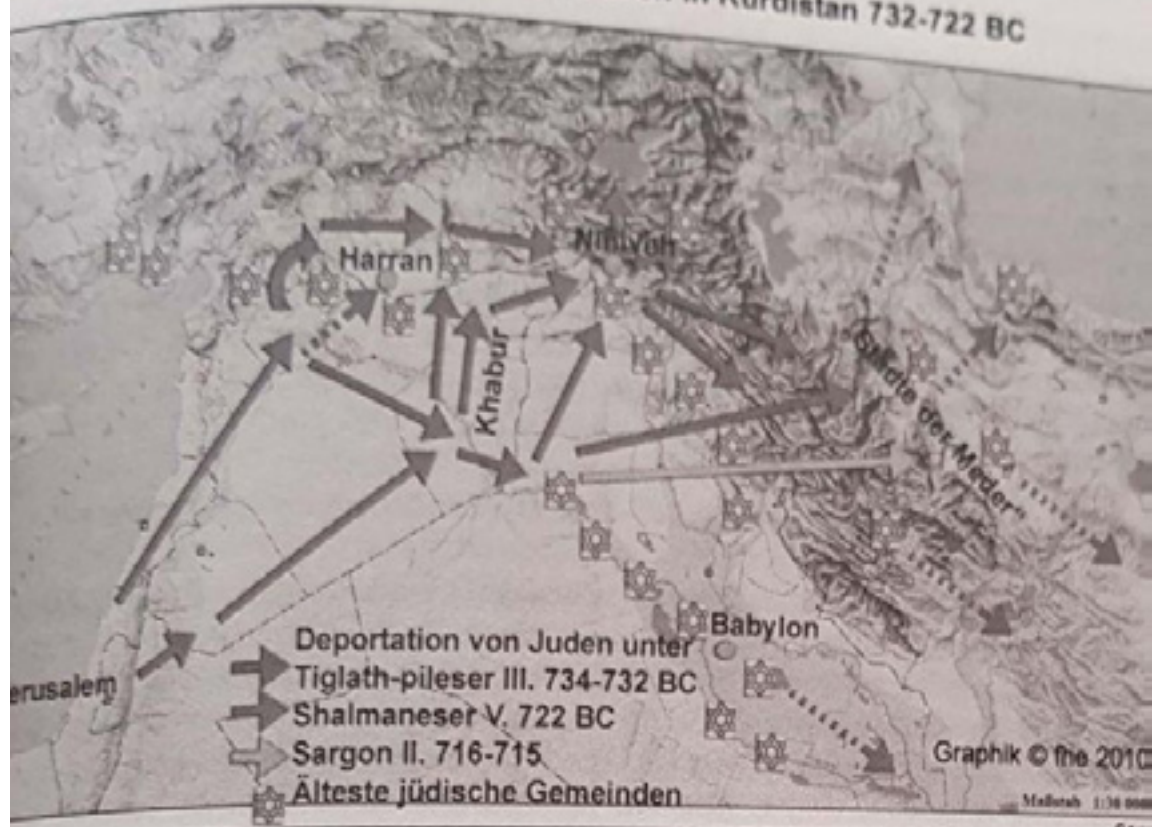 in Kurdistan 732-722 BC
Harran
Khabur
"Städte der Meder"
Babylon
erusalem
Deportation von Juden unter
Tiglath-pileser III. 734-732 BC
Shalmaneser V. 722 BC
Sargon II. 716-715
Älteste jüdische Gemeinden
Graphik © fhe 2010
Maßstab